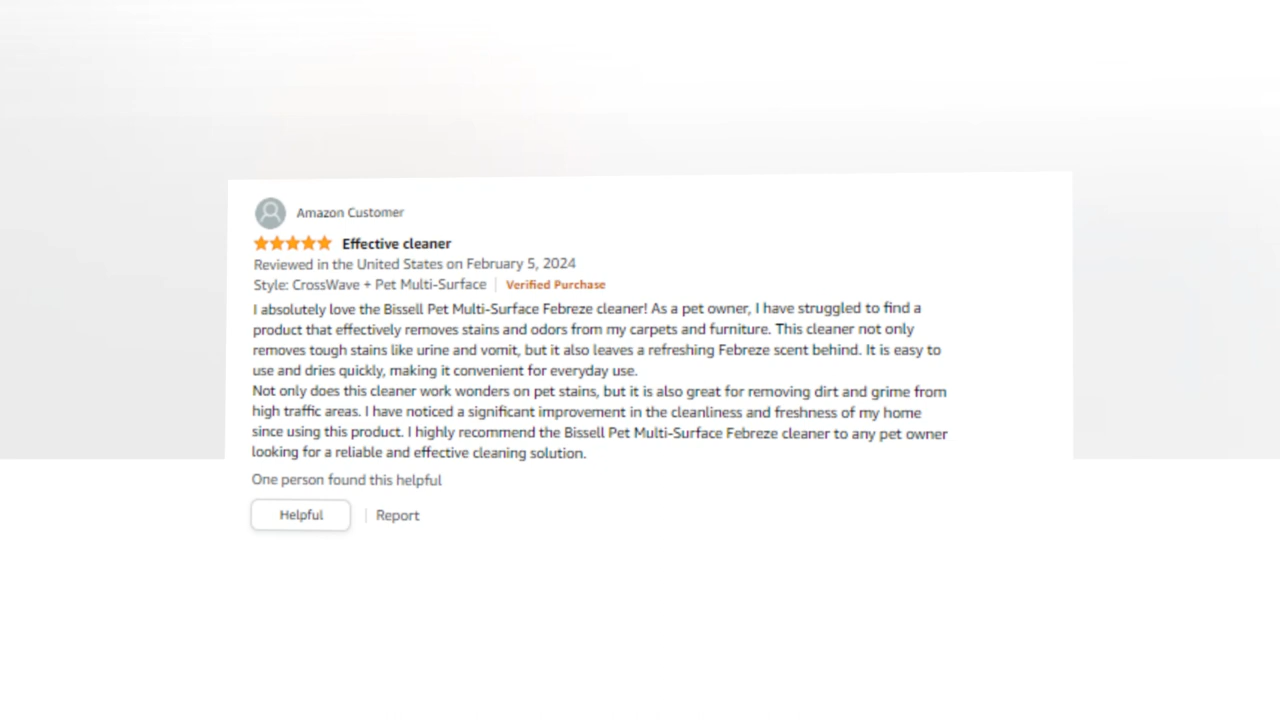 Amazon Customer
Effective cleaner
Reviewed in the United States on February 5, 2024
Style: CrossWave + Pet Multi-Surface | Verified Purchase
I absolutely love the Bissell Pet Multi-Surface Febreze cleaner! As a pet owner, I have struggled to find a
product that effectively removes stains and odors from my carpets and furniture. This cleaner not only
removes tough stains like urine and vomit, but it also leaves a refreshing Febreze scent behind. It is easy to
use and dries quickly, making it convenient for everyday use.
Not only does this cleaner work wonders on pet stains, but it is also great for removing dirt and grime from
high traffic areas. I have noticed a significant improvement in the cleanliness and freshness of my home
since using this product. I highly recommend the Bissell Pet Multi-Surface Febreze cleaner to any pet owner
looking for a reliable and effective cleaning solution.
One person found this helpful
Helpful | Report